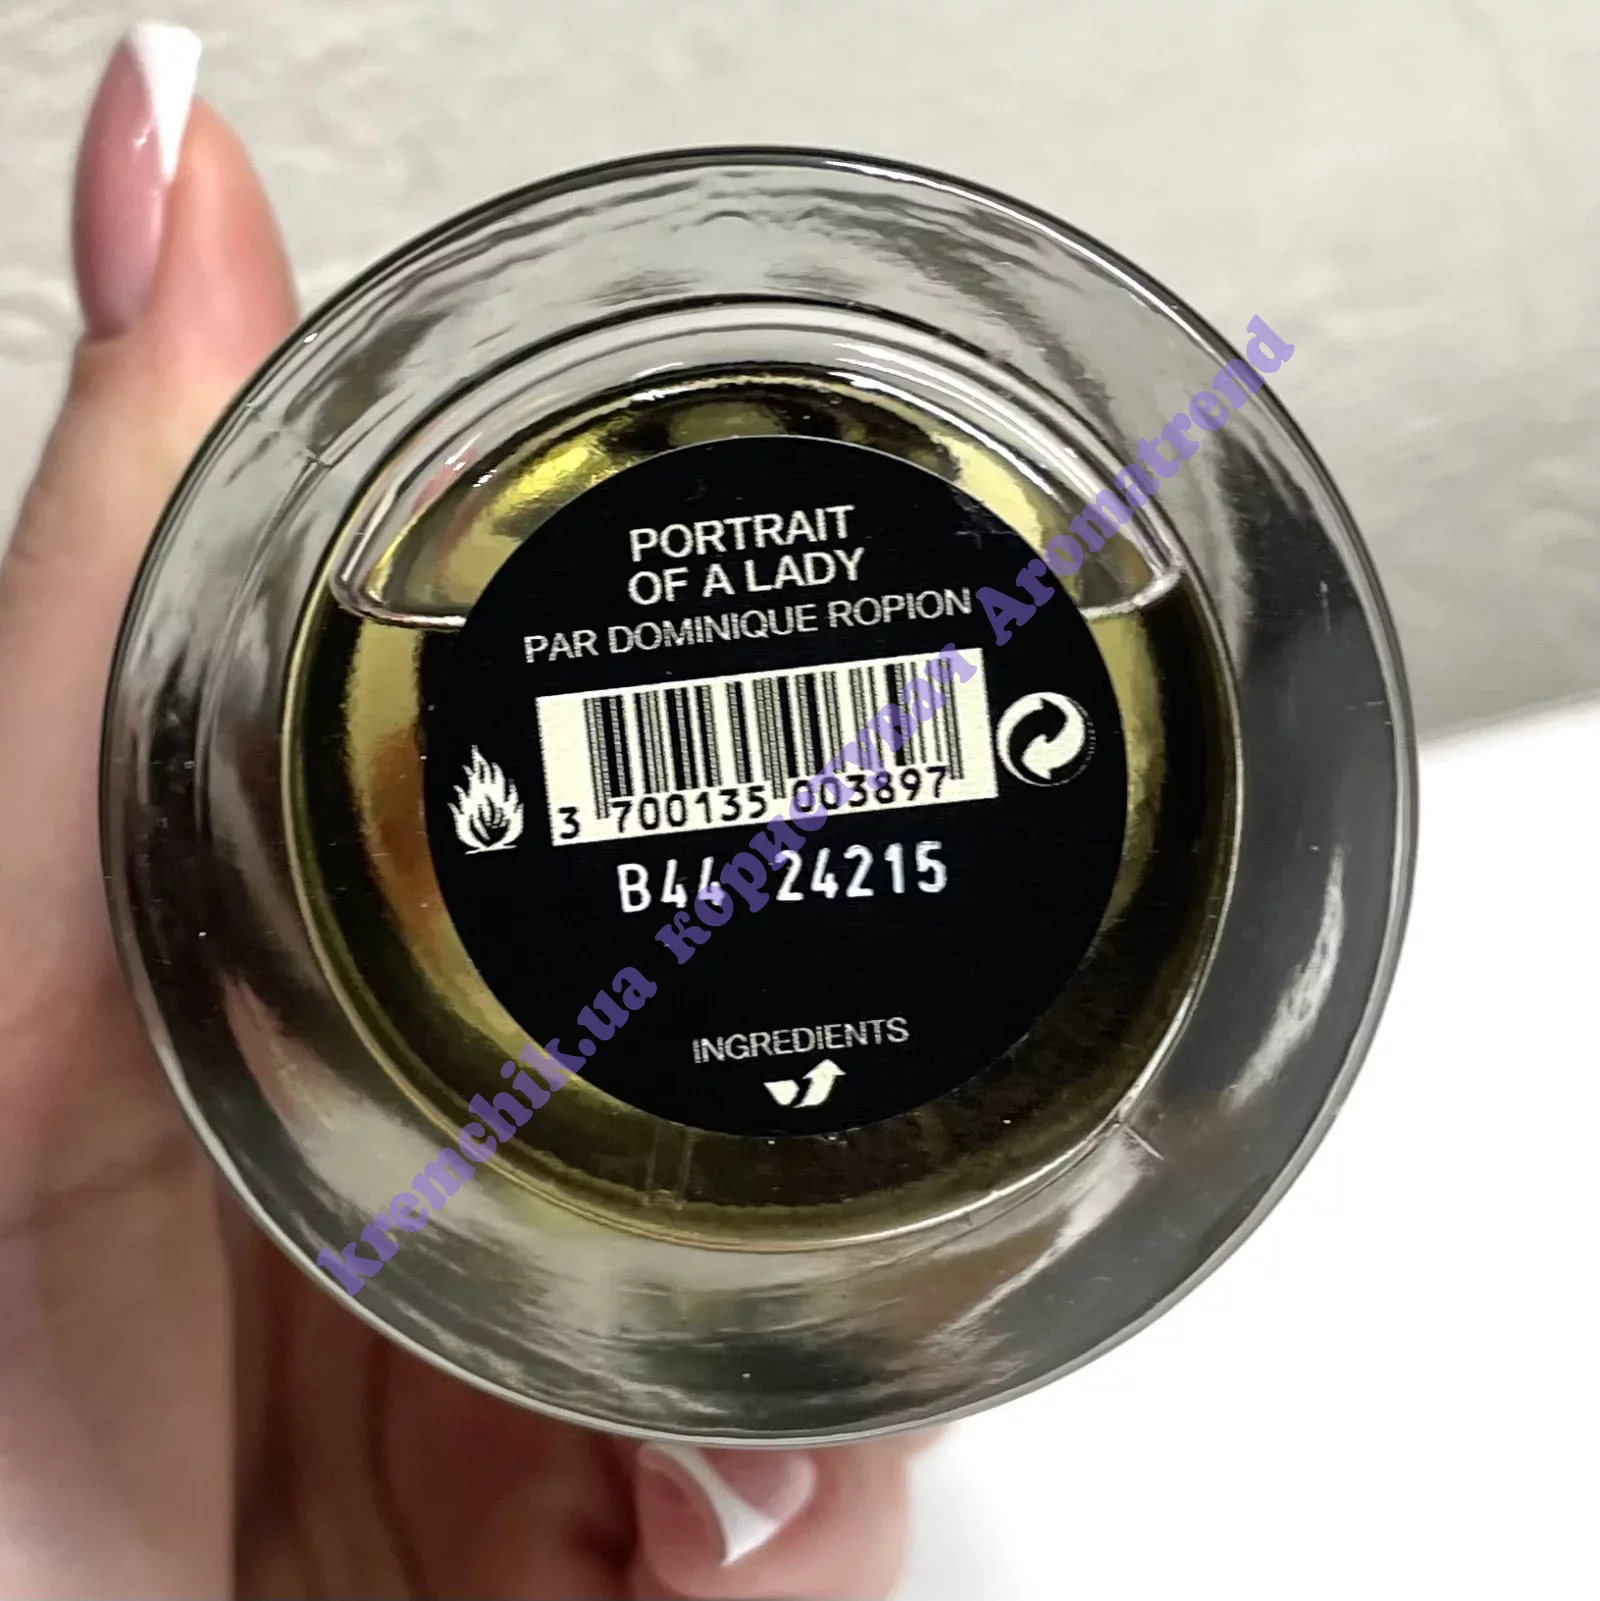 PORTRAIT
OF A LADY
PAR DOMINIQUE ROPION
3 700135 003897
B44 24215
INGREDIENTS
kremchik.ua користувач Aromatrend